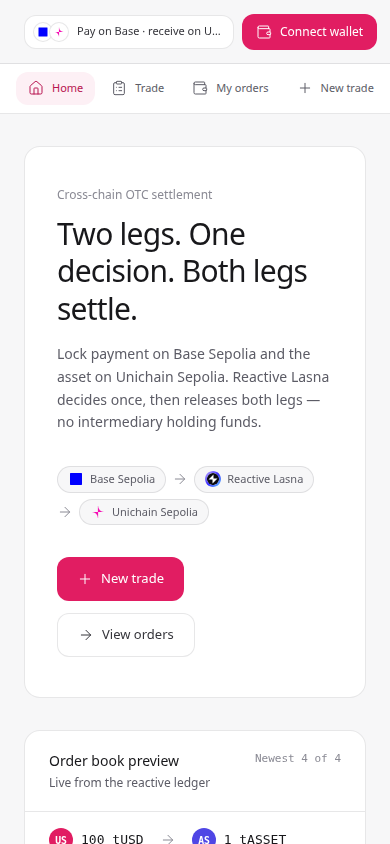 Pay on Base · receive on U...
Connect wallet
Home
Trade
My orders
New trade
Cross-chain OTC settlement
Two legs. One
decision. Both legs
settle.
Lock payment on Base Sepolia and the
asset on Unichain Sepolia. Reactive Lasna
decides once, then releases both legs —
no intermediary holding funds.
Base Sepolia
Reactive Lasna
Unichain Sepolia
New trade
View orders
Order book preview
Newest 4 of 4
Live from the reactive ledger
US 100 tUSD
AS 1 tASSET